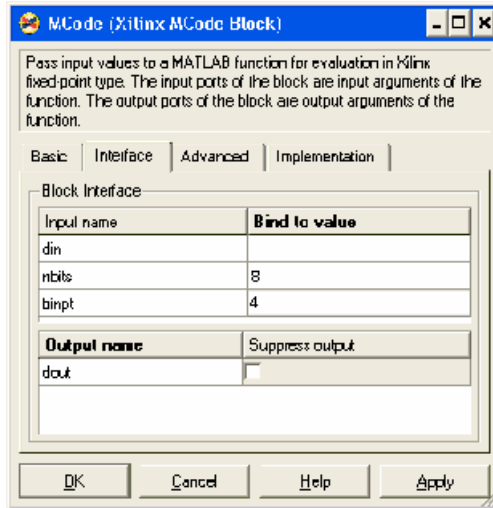 MCode (Xilinx MCode Block)
Pass input values to a MATLAB function for evaluation in Xilinx
fixed-point type. The input ports of the block are input arguments of the
function. The output ports of the block are output arguments of the
function.
Basic Interface Advanced Implementation
Block Interface
Input name Bind to value
din
nbits 8
binpt 4
Output name Suppress output
dout
OK Cancel Help Apply